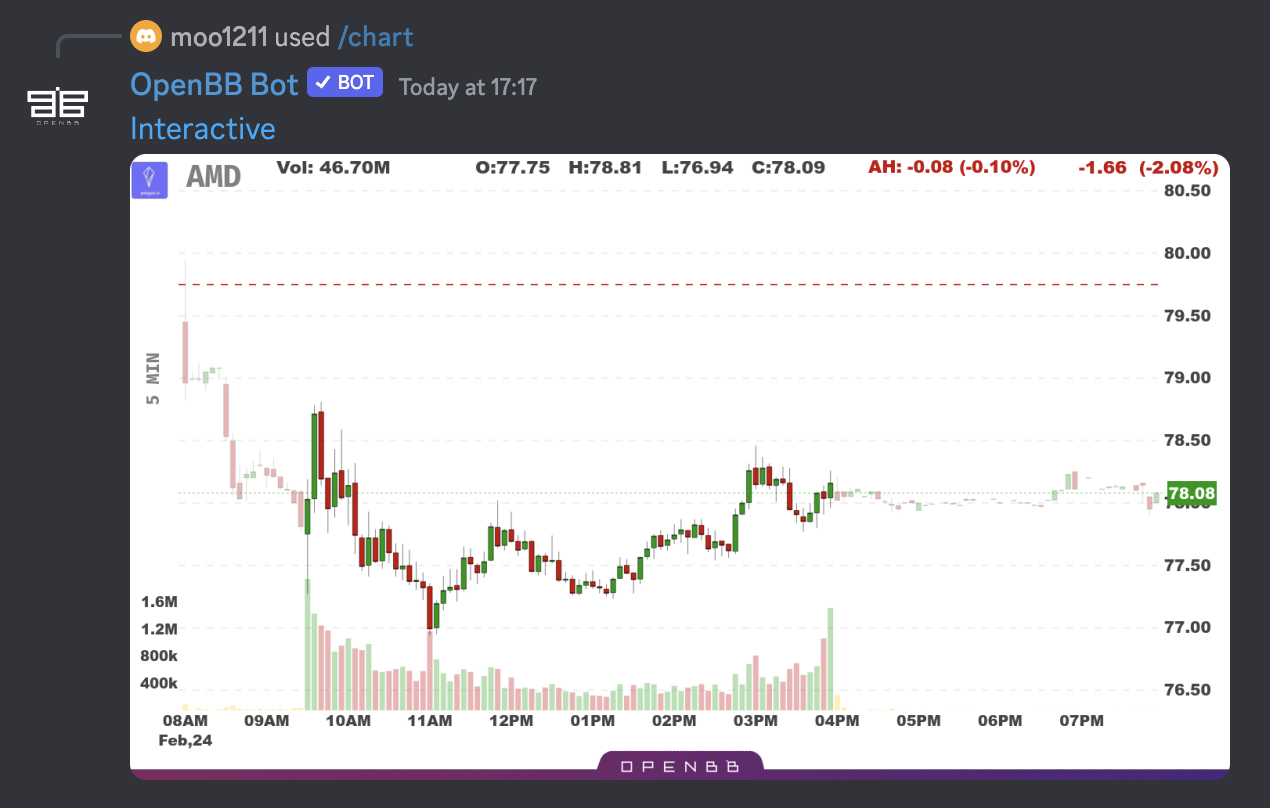 moo1211 used /chart
OpenBB Bot ✓ BOT Today at 17:17
OPENBB
Interactive
AMD Vol: 46.70M O:77.75 H:78.81 L:76.94 C:78.09 AH: -0.08 (-0.10%) -1.66 (-2.08%)
80.50
80.00
79.50
79.00
5 MIN
78.50
78.08
78.00
77.50
1.6M
77.00
1.2M
800k
400k
76.50
08AM 09AM 10AM 11AM 12PM 01PM 02PM 03PM 04PM 05PM 06PM 07PM
Feb,24
OPENBB